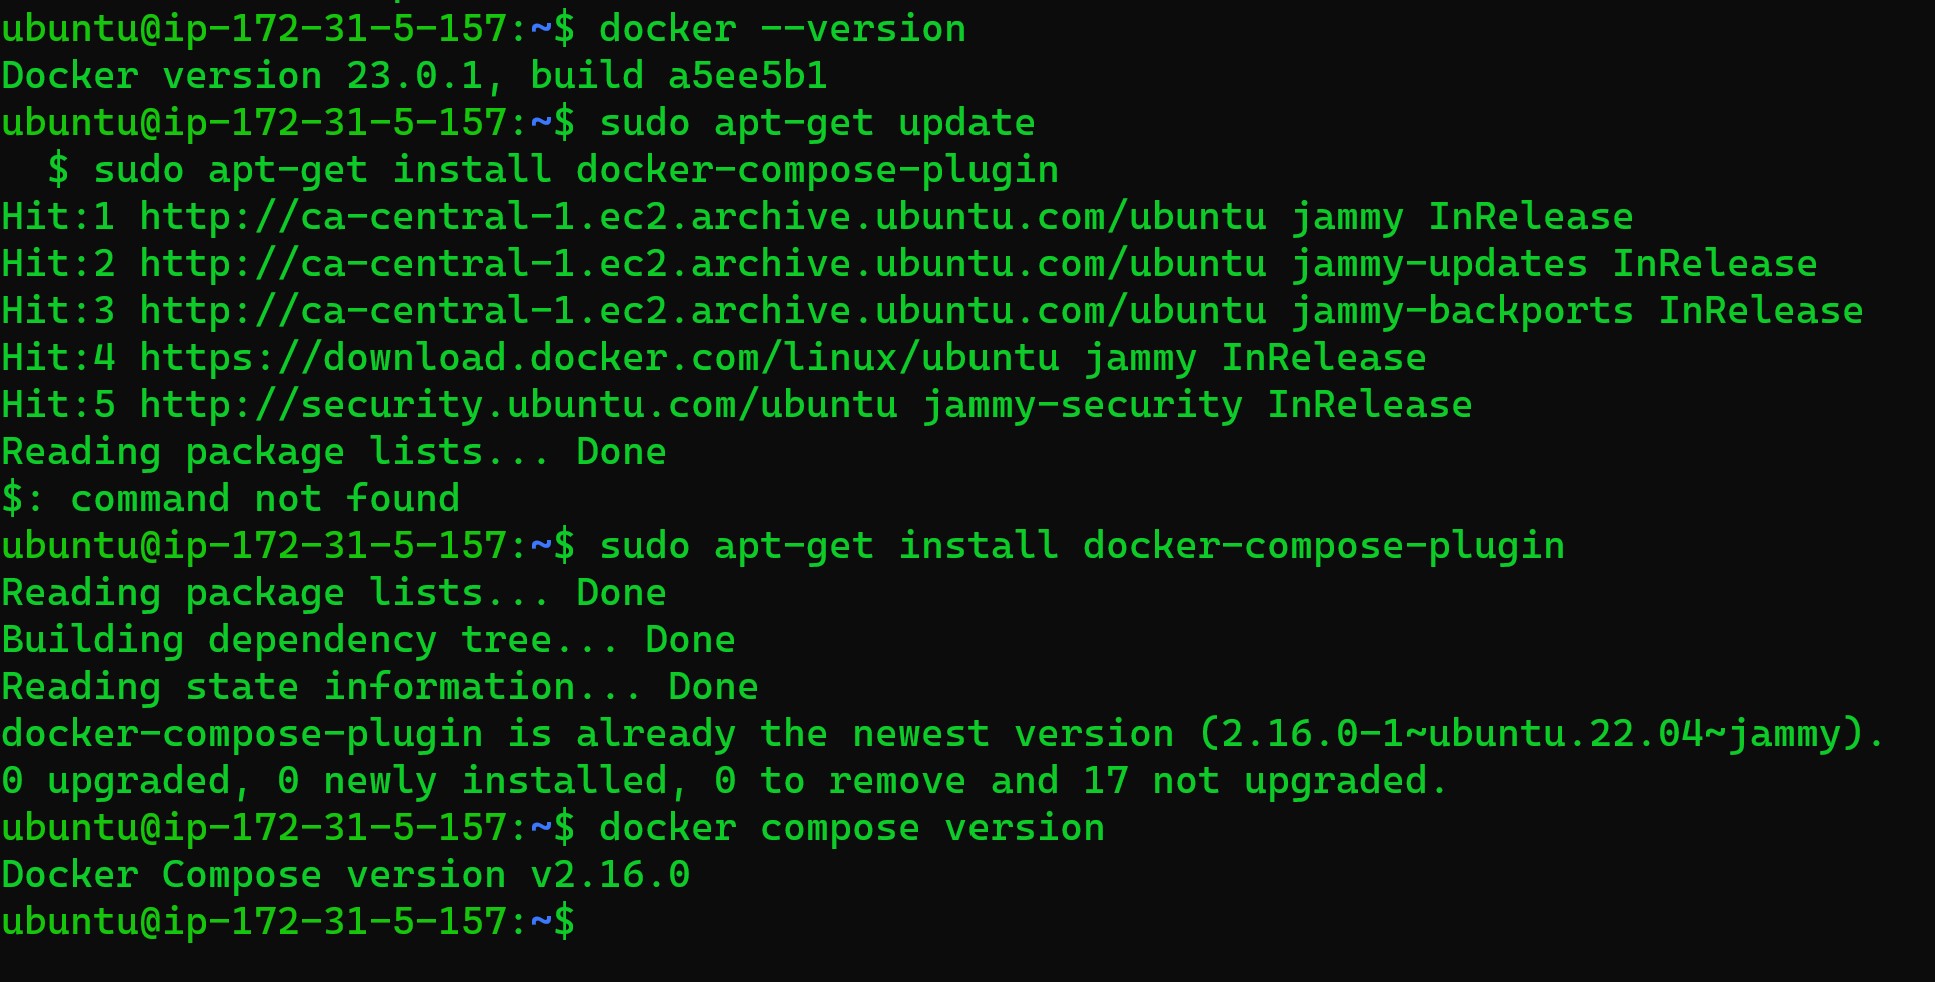 ubuntu@ip-172-31-5-157:~$ docker --version
Docker version 23.0.1, build a5ee5b1
ubuntu@ip-172-31-5-157:~$ sudo apt-get update
  $ sudo apt-get install docker-compose-plugin
Hit:1 http://ca-central-1.ec2.archive.ubuntu.com/ubuntu jammy InRelease
Hit:2 http://ca-central-1.ec2.archive.ubuntu.com/ubuntu jammy-updates InRelease
Hit:3 http://ca-central-1.ec2.archive.ubuntu.com/ubuntu jammy-backports InRelease
Hit:4 https://download.docker.com/linux/ubuntu jammy InRelease
Hit:5 http://security.ubuntu.com/ubuntu jammy-security InRelease
Reading package lists... Done
$: command not found
ubuntu@ip-172-31-5-157:~$ sudo apt-get install docker-compose-plugin
Reading package lists... Done
Building dependency tree... Done
Reading state information... Done
docker-compose-plugin is already the newest version (2.16.0-1~ubuntu.22.04~jammy).
0 upgraded, 0 newly installed, 0 to remove and 17 not upgraded.
ubuntu@ip-172-31-5-157:~$ docker compose version
Docker Compose version v2.16.0
ubuntu@ip-172-31-5-157:~$